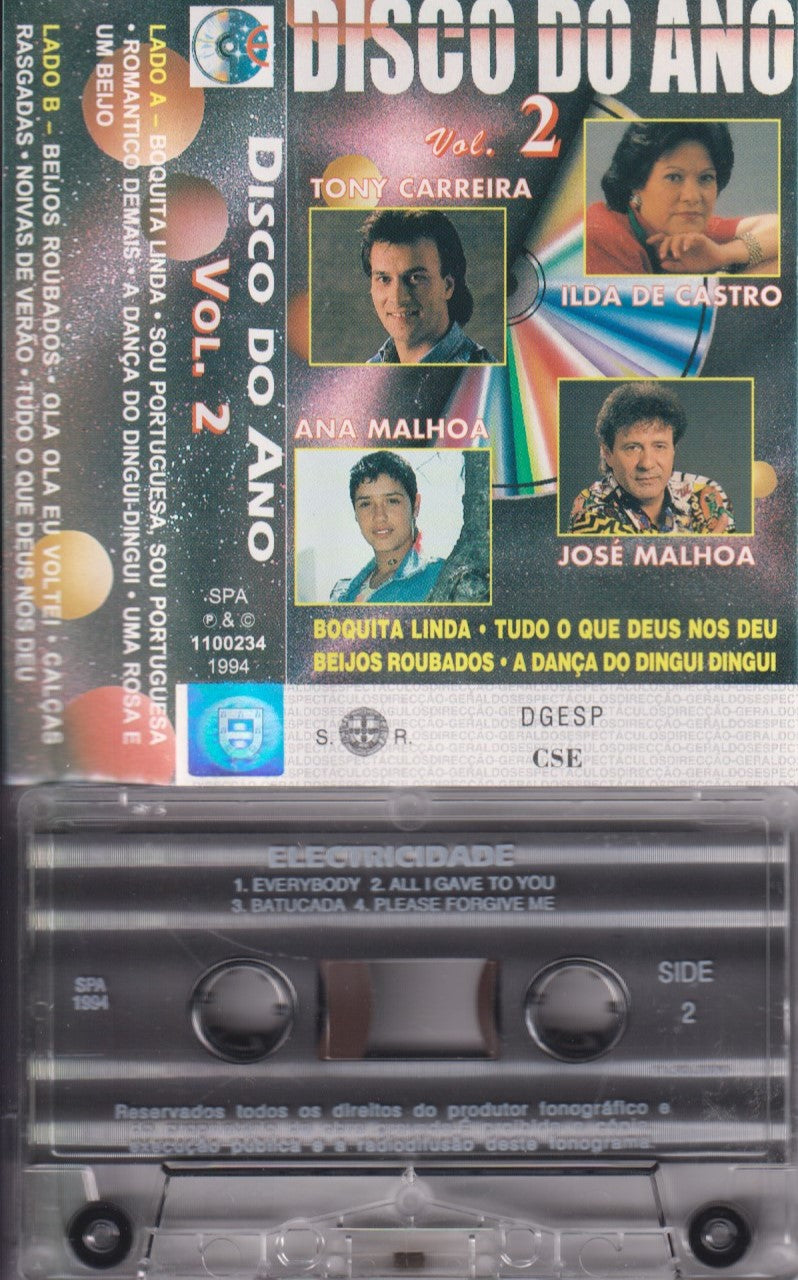 DISCO DO ANO
Vol. 2
TONY CARREIRA
ILDA DE CASTRO
ANA MALHOA
JOSÉ MALHOA
BOQUITA LINDA • TUDO O QUE DEUS NOS DEU
BEIJOS ROUBADOS • A DANÇA DO DINGUI DINGUI
S. R.
DGESP
CSE
DISCO DO ANO
VOL. 2
SPA
℗ & ©
1100234
1994
LADO A – BOQUITA LINDA • SOU PORTUGUESA, SOU PORTUGUESA
• ROMANTICO DEMAIS • A DANÇA DO DINGUI-DINGUI • UMA ROSA E
UM BEIJO
LADO B – BEIJOS ROUBADOS • OLA OLA EU VOLTEI • CALÇAS
RASGADAS • NOIVAS DE VERÃO • TUDO O QUE DEUS NOS DEU
ELECTRICIDADE
1. EVERYBODY 2. ALL I GAVE TO YOU
3. BATUCADA 4. PLEASE FORGIVE ME
SPA
1994
SIDE
2
Reservados todos os direitos do produtor fonográfico e
execução pública e a radiodifusão deste fonograma